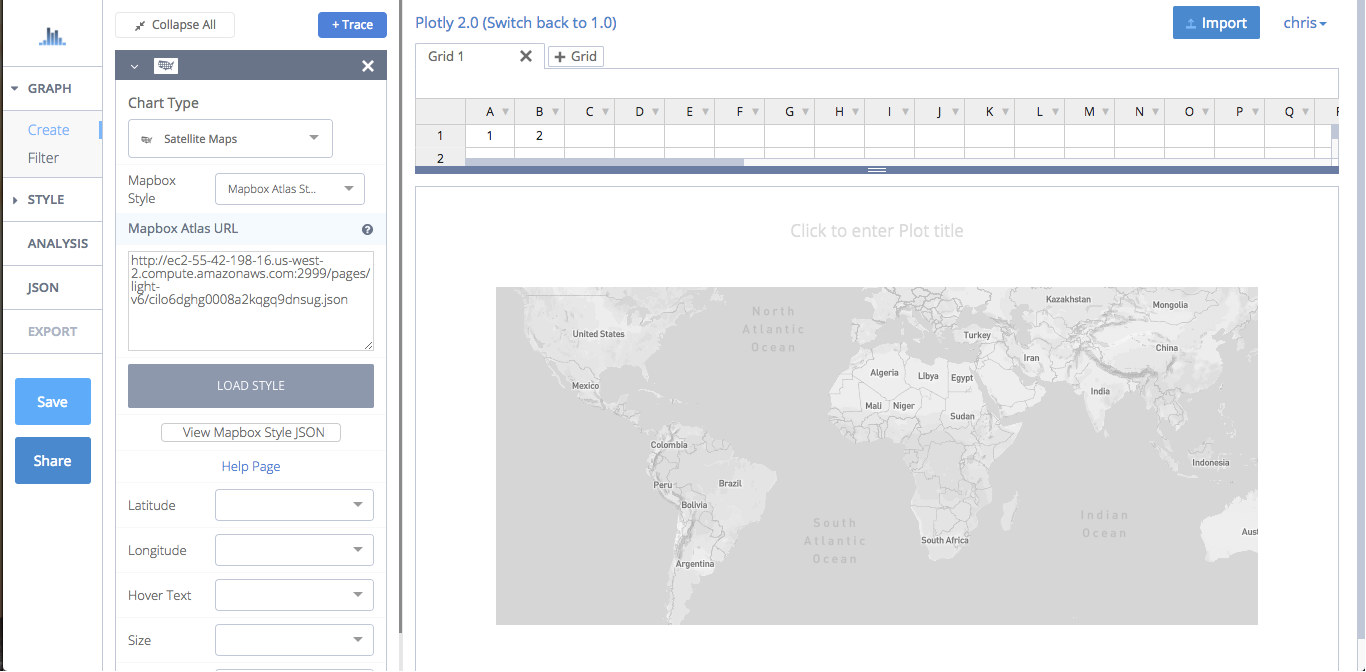 Collapse All
+ Trace
GRAPH
Create
Filter
STYLE
ANALYSIS
JSON
EXPORT
Save
Share
Chart Type
Satellite Maps
Mapbox
Style
Mapbox Atlas St...
Mapbox Atlas URL
?
http://ec2-55-42-198-16.us-west-
2.compute.amazonaws.com:2999/pages/
light-
v6/cilo6dghg0008a2kqgq9dnsug.json
LOAD STYLE
View Mapbox Style JSON
Help Page
Latitude
Longitude
Hover Text
Size
Plotly 2.0 (Switch back to 1.0)
Import
chris
Grid 1
+ Grid
A B C D E F G H I J K L M N O P Q
1 1 2
2
Click to enter Plot title
North
Atlantic
Ocean
Kazakhstan
Mongolia
United States
Turkey
China
Iran
Algeria
Libya
Egypt
Mexico
India
Mali
Niger
Sudan
Colombia
Indonesia
Peru
Brazil
Bolivia
South
Atlantic
Ocean
Indian
Ocean
South Africa
Aust
Argentina